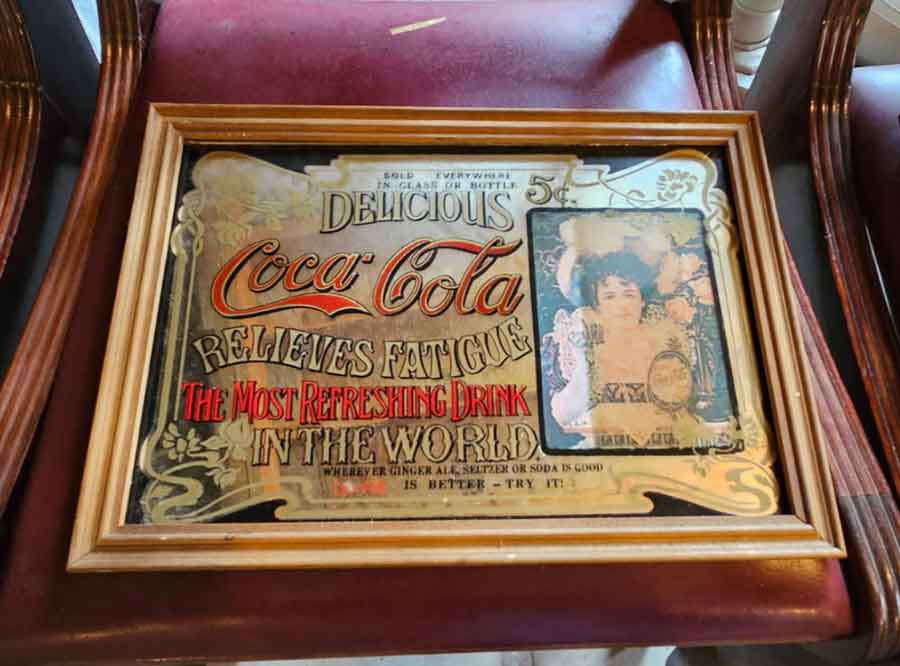 SOLD EVERYWHERE
IN GLASS OR BOTTLE 5¢.
DELICIOUS
Coca-Cola
RELIEVES FATIGUE
THE MOST REFRESHING DRINK
IN THE WORLD.
WHEREVER GINGER ALE, SELTZER OR SODA IS GOOD
IS BETTER – TRY IT!